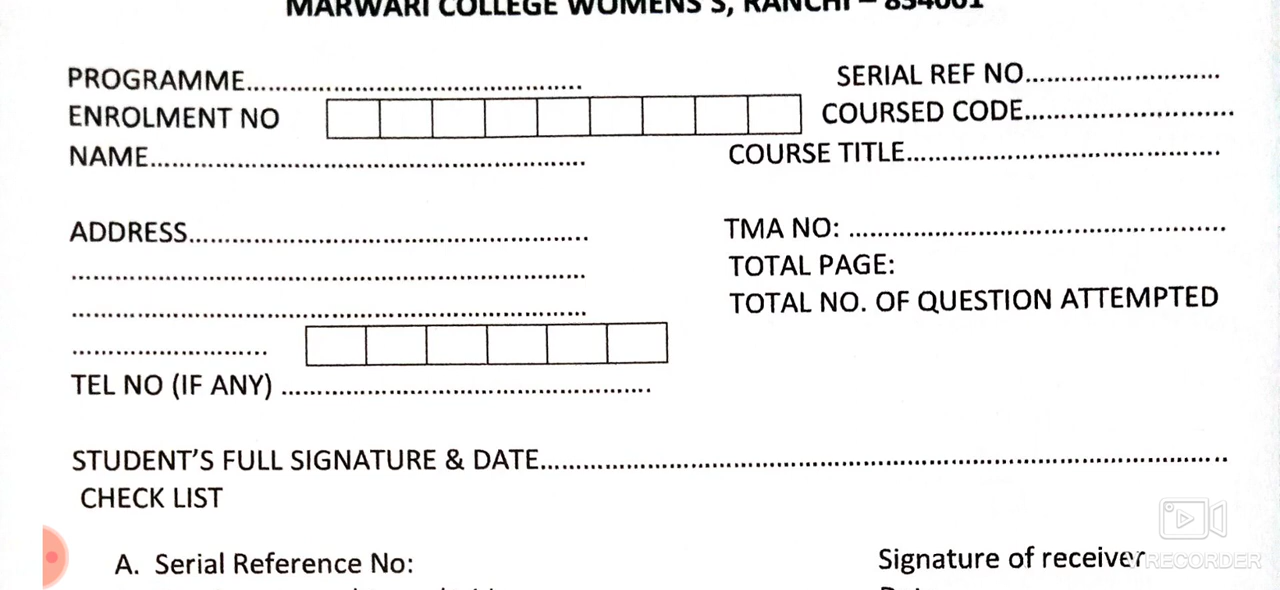 MARWARI COLLEGE WOMENS S, RANCHI – 834001
PROGRAMME............................................... SERIAL REF NO...........................
ENROLMENT NO COURSED CODE.............................
NAME............................................................ COURSE TITLE...........................................
ADDRESS....................................................... TMA NO: ....................................................
....................................................................... TOTAL PAGE:
....................................................................... TOTAL NO. OF QUESTION ATTEMPTED
...........................
TEL NO (IF ANY) ...................................................
STUDENT'S FULL SIGNATURE & DATE...............................................................................................
CHECK LIST
A. Serial Reference No: Signature of receiver
RECORDER